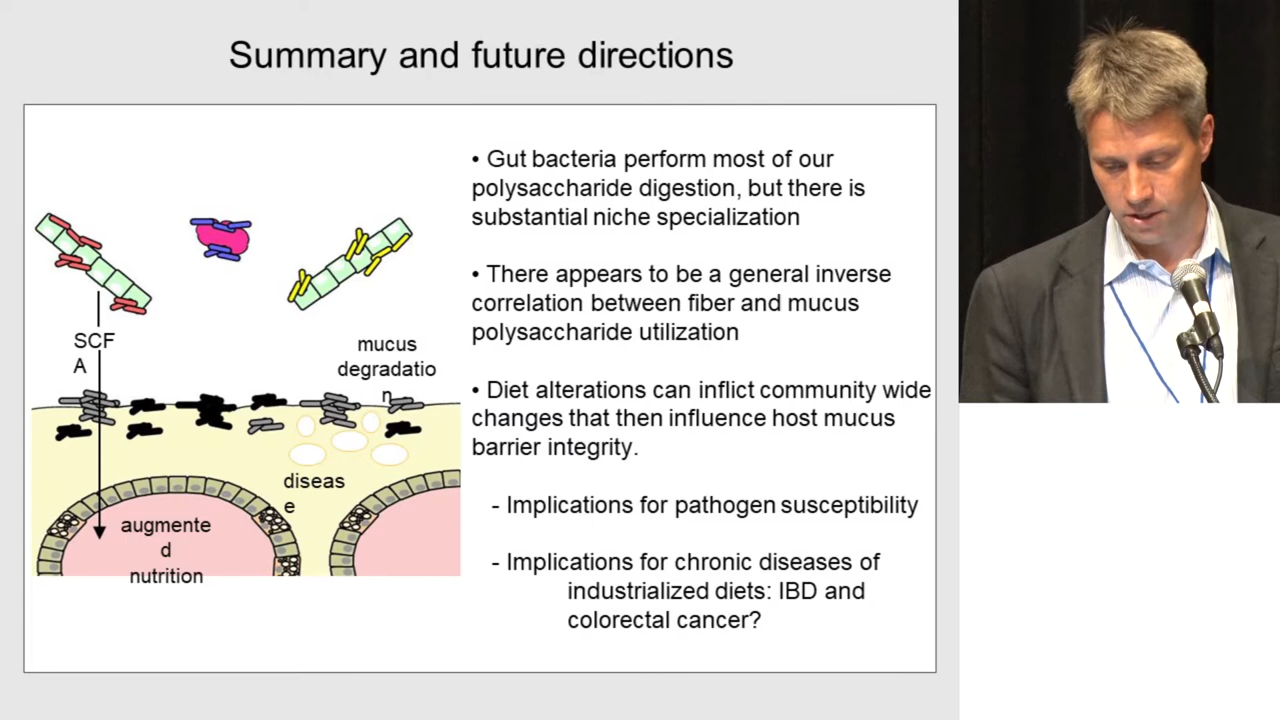 Summary and future directions
• Gut bacteria perform most of our
polysaccharide digestion, but there is
substantial niche specialization
• There appears to be a general inverse
correlation between fiber and mucus
polysaccharide utilization
• Diet alterations can inflict community wide
changes that then influence host mucus
barrier integrity.
- Implications for pathogen susceptibility
- Implications for chronic diseases of
industrialized diets: IBD and
colorectal cancer?
SCF
A
mucus
degradatio
n
diseas
e
augmente
d
nutrition